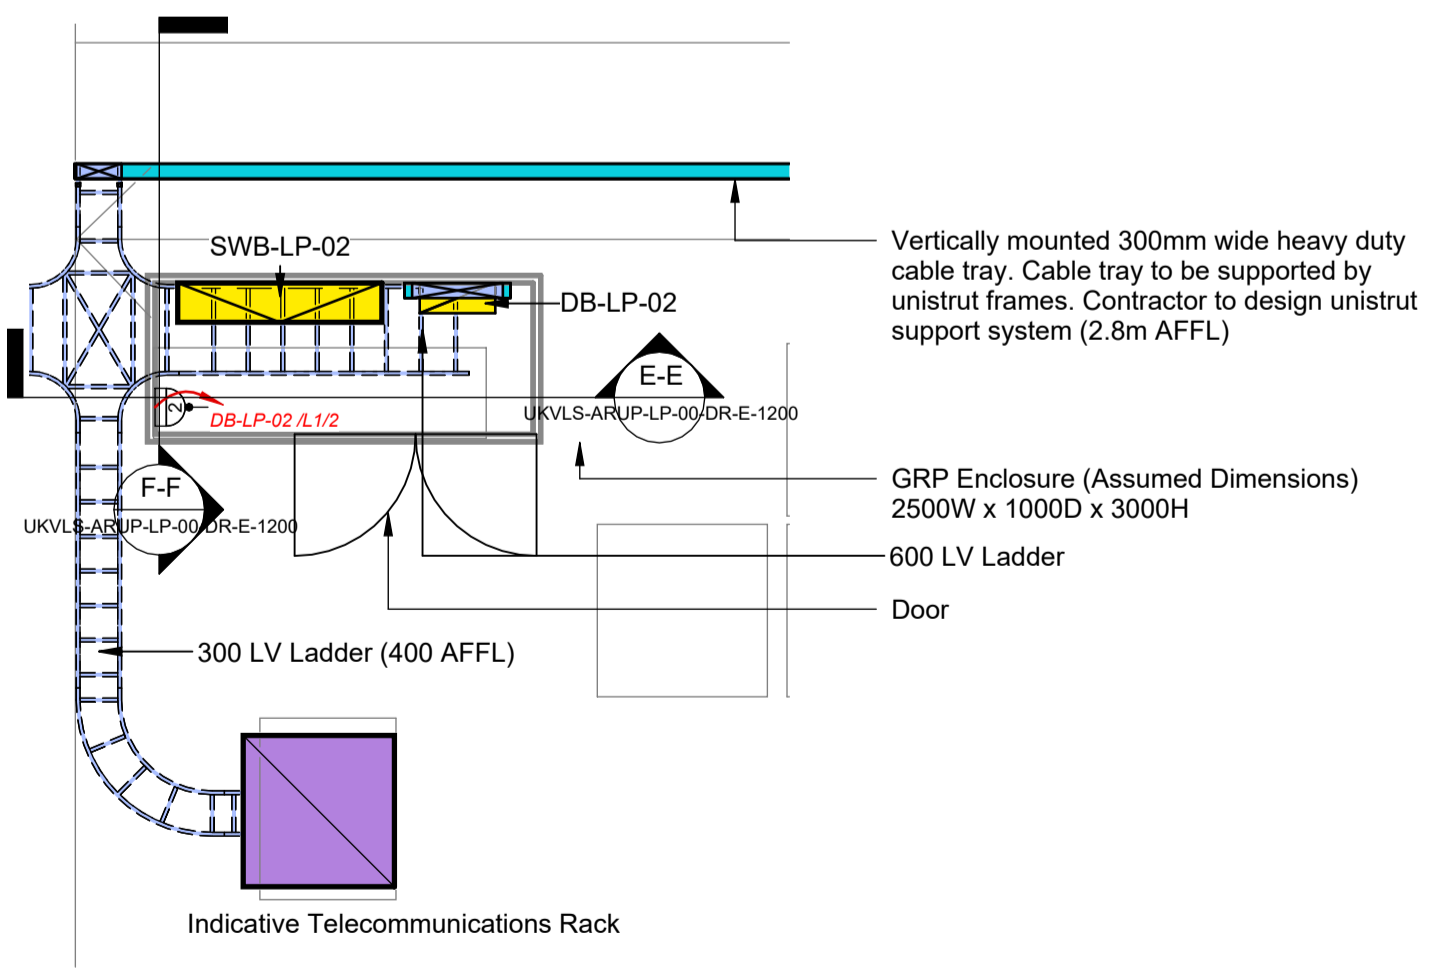 SWB-LP-02
DB-LP-02
Vertically mounted 300mm wide heavy duty
cable tray. Cable tray to be supported by
unistrut frames. Contractor to design unistrut
support system (2.8m AFFL)
E-E
UKVLS-ARUP-LP-00-DR-E-1200
2
DB-LP-02 /L1/2
F-F
UKVLS-ARUP-LP-00-DR-E-1200
GRP Enclosure (Assumed Dimensions)
2500W x 1000D x 3000H
600 LV Ladder
Door
300 LV Ladder (400 AFFL)
Indicative Telecommunications Rack